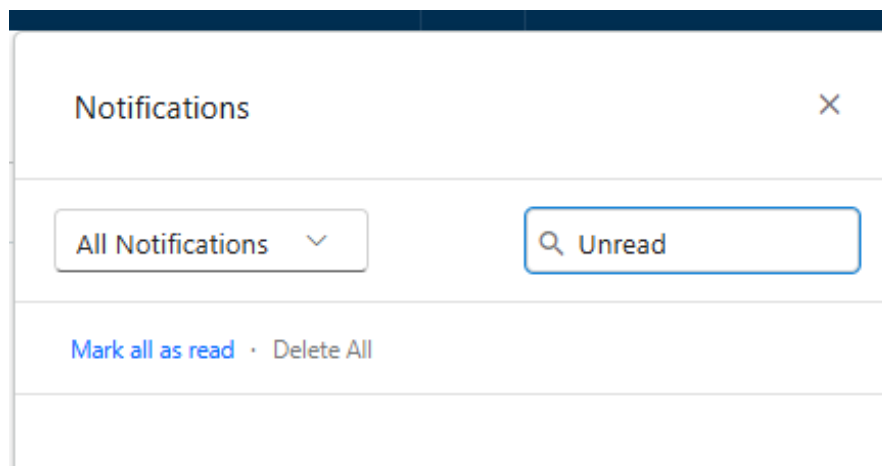 Notifications
All Notifications
Unread
Mark all as read · Delete All